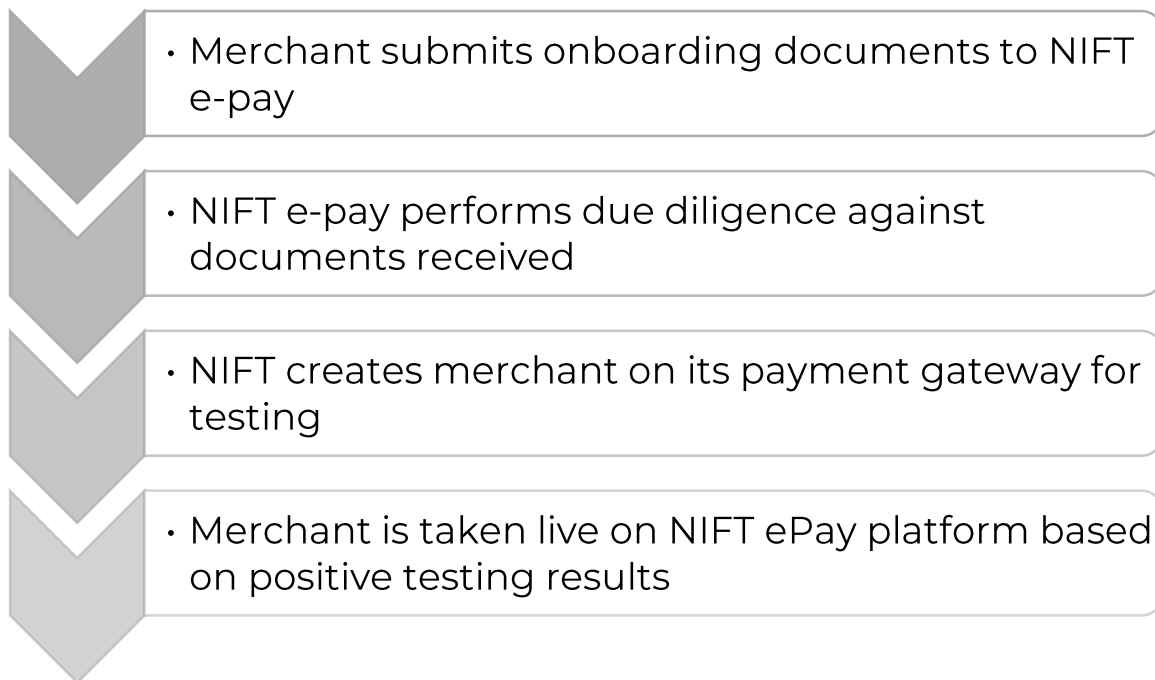 • Merchant submits onboarding documents to NIFT
e-pay
• NIFT e-pay performs due diligence against
documents received
• NIFT creates merchant on its payment gateway for
testing
• Merchant is taken live on NIFT ePay platform based
on positive testing results